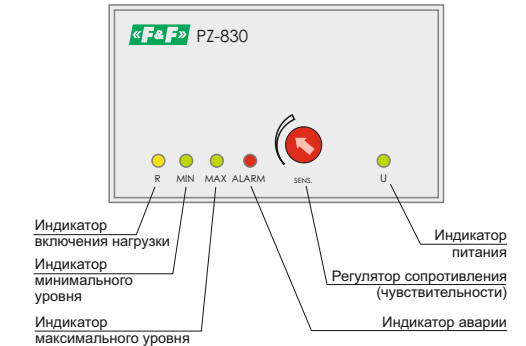 «F&F» PZ-830
R MIN MAX ALARM SENS. U
Индикатор
включения нагрузки
Индикатор
минимального
уровня
Индикатор
максимального уровня
Индикатор
питания
Регулятор сопротивления
(чувствительности)
Индикатор аварии